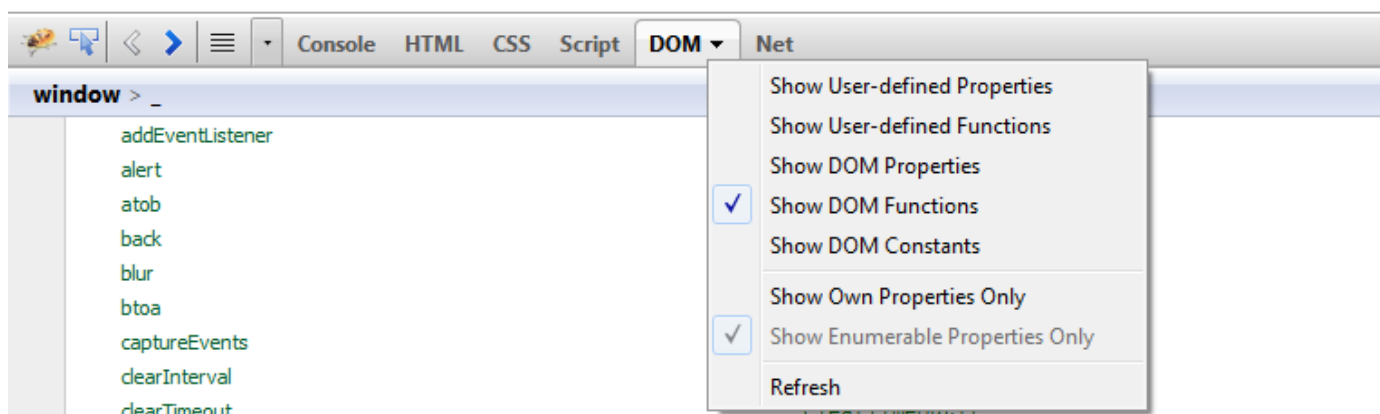 Console HTML CSS Script DOM Net
window > _
addEventListener
alert
atob
back
blur
btoa
captureEvents
clearInterval
clearTimeout
Show User-defined Properties
Show User-defined Functions
Show DOM Properties
Show DOM Functions
Show DOM Constants
Show Own Properties Only
Show Enumerable Properties Only
Refresh